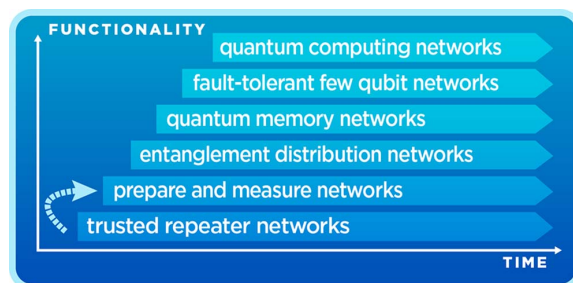 FUNCTIONALITY
quantum computing networks
fault-tolerant few qubit networks
quantum memory networks
entanglement distribution networks
prepare and measure networks
trusted repeater networks
TIME